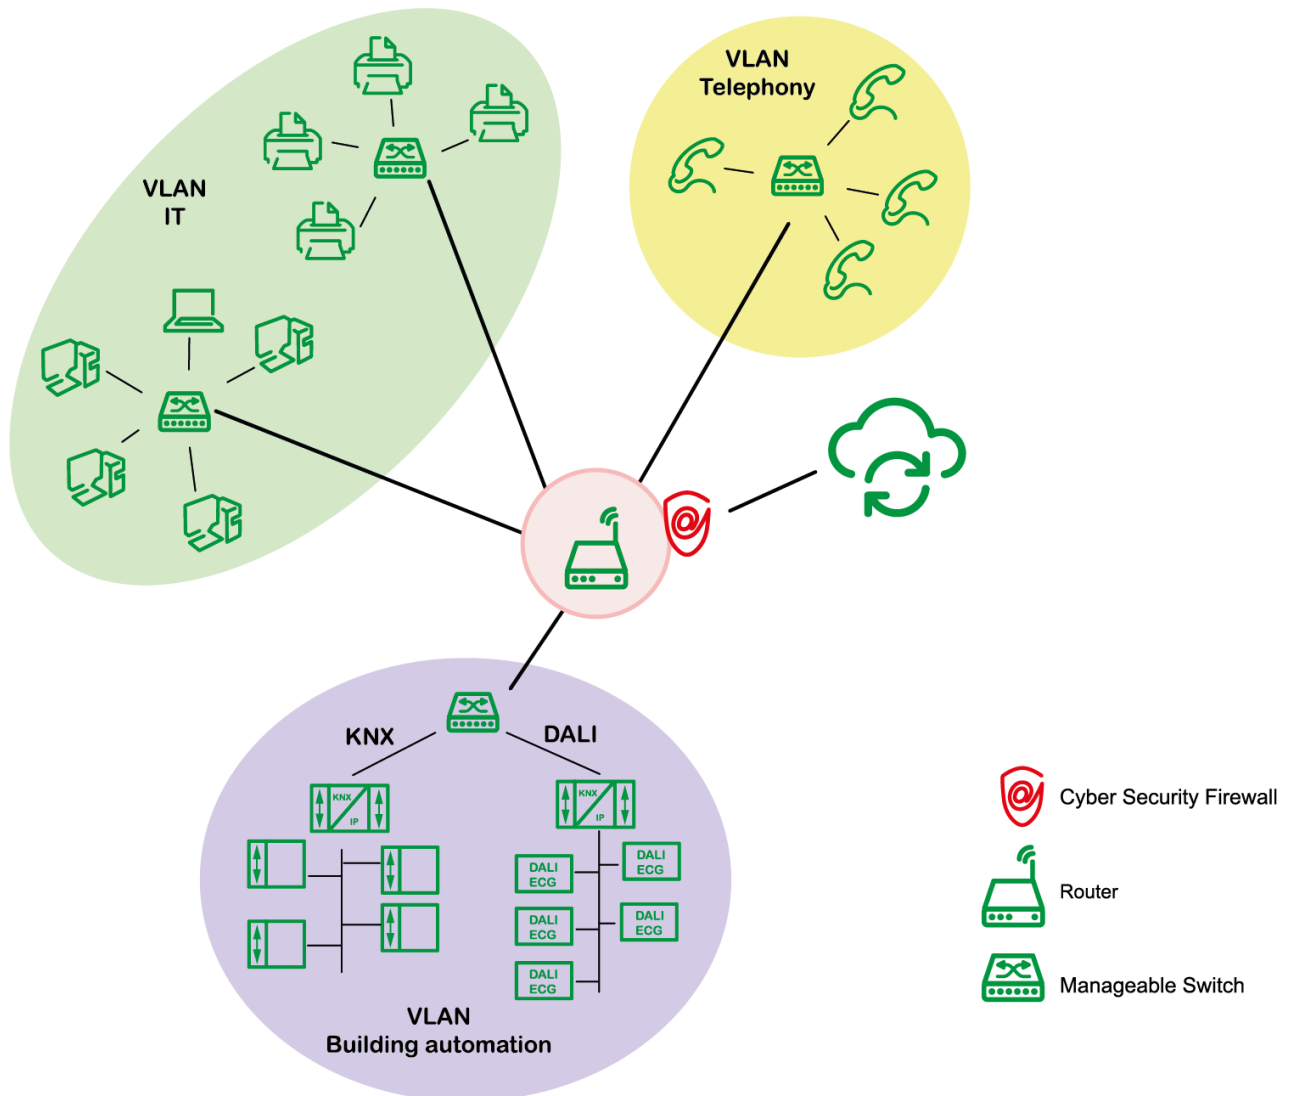 VLAN
IT
VLAN
Telephony
KNX
DALI
KNX
IP
KNX
IP
DALI
ECG
DALI
ECG
DALI
ECG
DALI
ECG
DALI
ECG
VLAN
Building automation
@
Cyber Security Firewall
Router
Manageable Switch